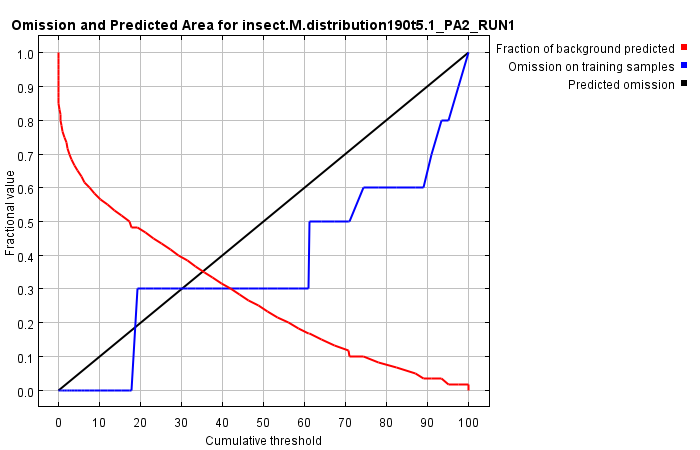 Omission and Predicted Area for insect.M.distribution190t5.1_PA2_RUN1
Fraction of background predicted
Omission on training samples
Predicted omission
Fractional value
1.0
0.9
0.8
0.7
0.6
0.5
0.4
0.3
0.2
0.1
0.0
0 10 20 30 40 50 60 70 80 90 100
Cumulative threshold